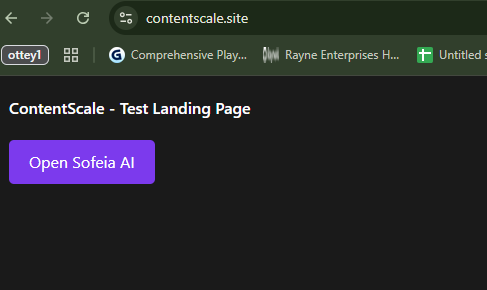 contentscale.site
ottey1
Comprehensive Play...
Rayne Enterprises H...
Untitled s
ContentScale - Test Landing Page
Open Sofeia AI